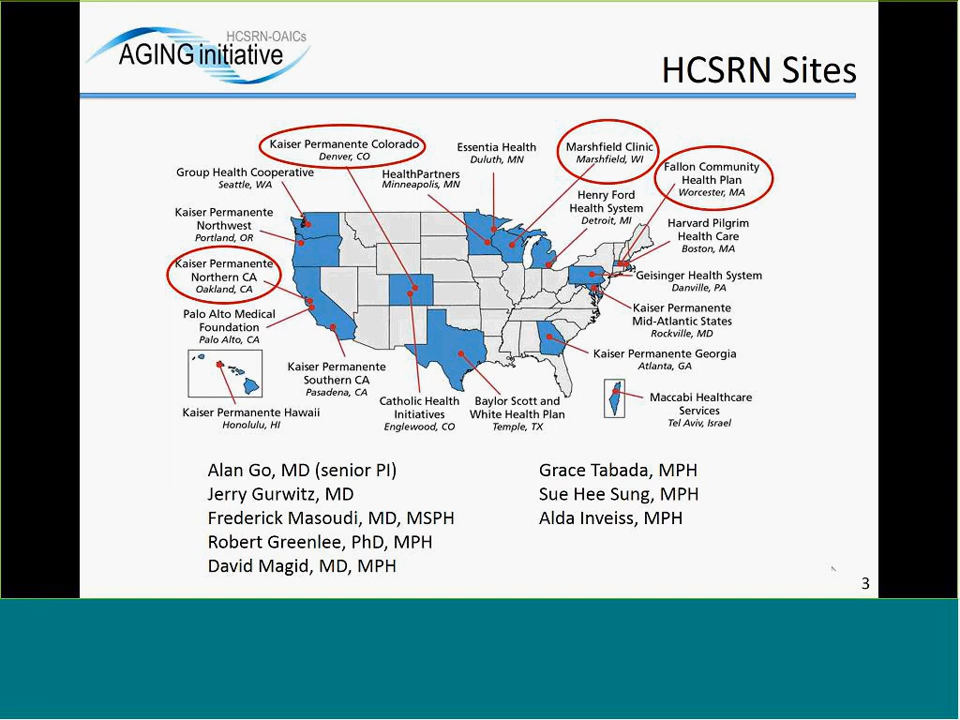 HCSRN-OAICs
AGING initiative
HCSRN Sites
Kaiser Permanente Colorado
Denver, CO
Essentia Health
Duluth, MN
Marshfield Clinic
Marshfield, WI
Fallon Community
Health Plan
Worcester, MA
Group Health Cooperative
Seattle, WA
HealthPartners
Minneapolis, MN
Henry Ford
Health System
Detroit, MI
Kaiser Permanente
Northwest
Portland, OR
Harvard Pilgrim
Health Care
Boston, MA
Kaiser Permanente
Northern CA
Oakland, CA
Geisinger Health System
Danville, PA
Palo Alto Medical
Foundation
Palo Alto, CA
Kaiser Permanente
Mid-Atlantic States
Rockville, MD
Kaiser Permanente Georgia
Atlanta, GA
Kaiser Permanente
Southern CA
Pasadena, CA
Kaiser Permanente Hawaii
Honolulu, HI
Catholic Health
Initiatives
Englewood, CO
Baylor Scott and
White Health Plan
Temple, TX
Maccabi Healthcare
Services
Tel Aviv, Israel
Alan Go, MD (senior PI)
Jerry Gurwitz, MD
Frederick Masoudi, MD, MSPH
Robert Greenlee, PhD, MPH
David Magid, MD, MPH
Grace Tabada, MPH
Sue Hee Sung, MPH
Alda Inveiss, MPH
3